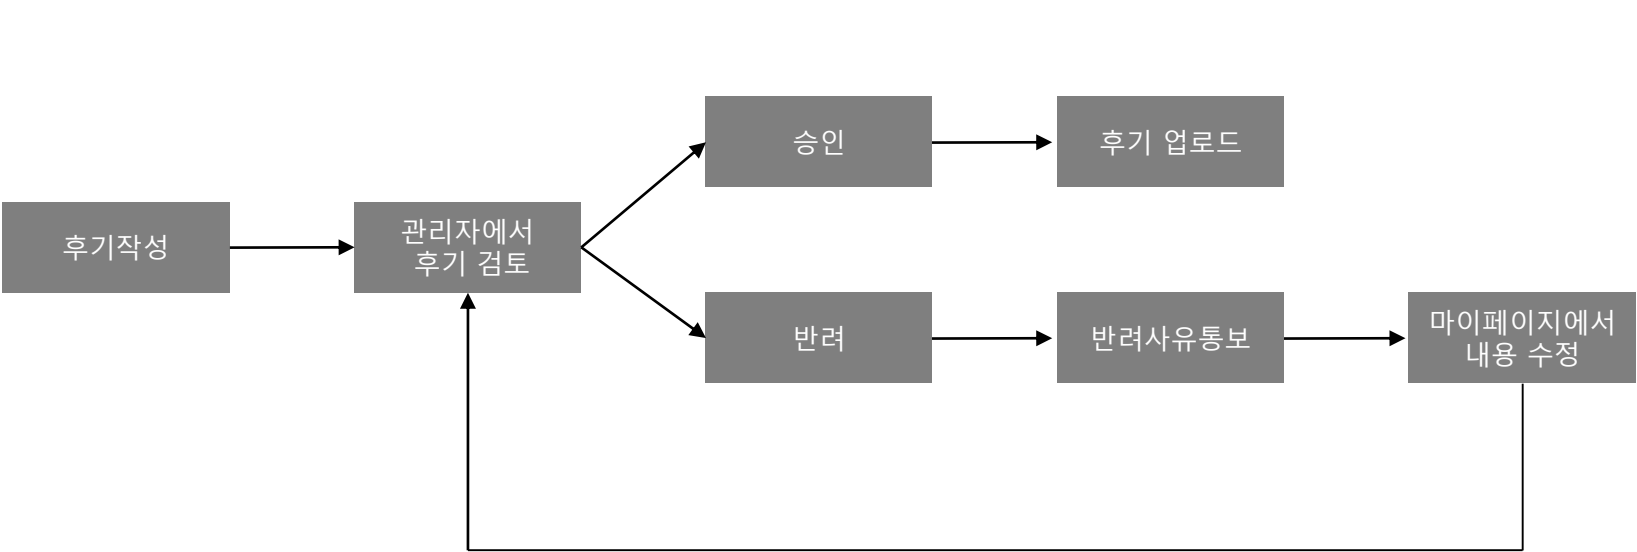 후기작성
관리자에서
후기 검토
승인
후기 업로드
반려
반려사유통보
마이페이지에서
내용 수정